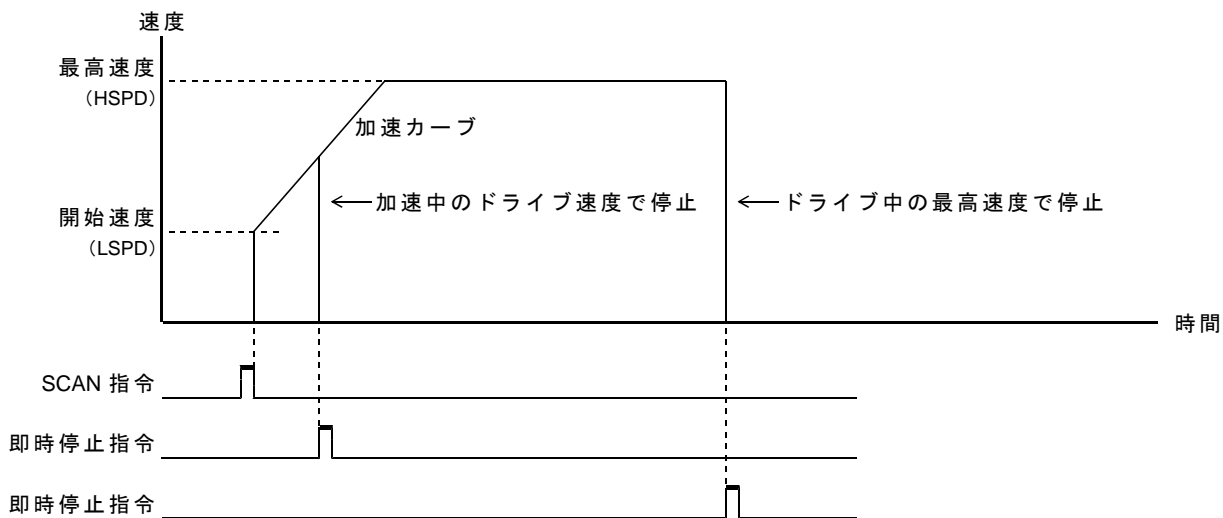 速度
最高速度
（HSPD）
加速カーブ
←加速中のドライブ速度で停止
←ドライブ中の最高速度で停止
開始速度
（LSPD）
時間
SCAN 指令
即時停止指令
即時停止指令